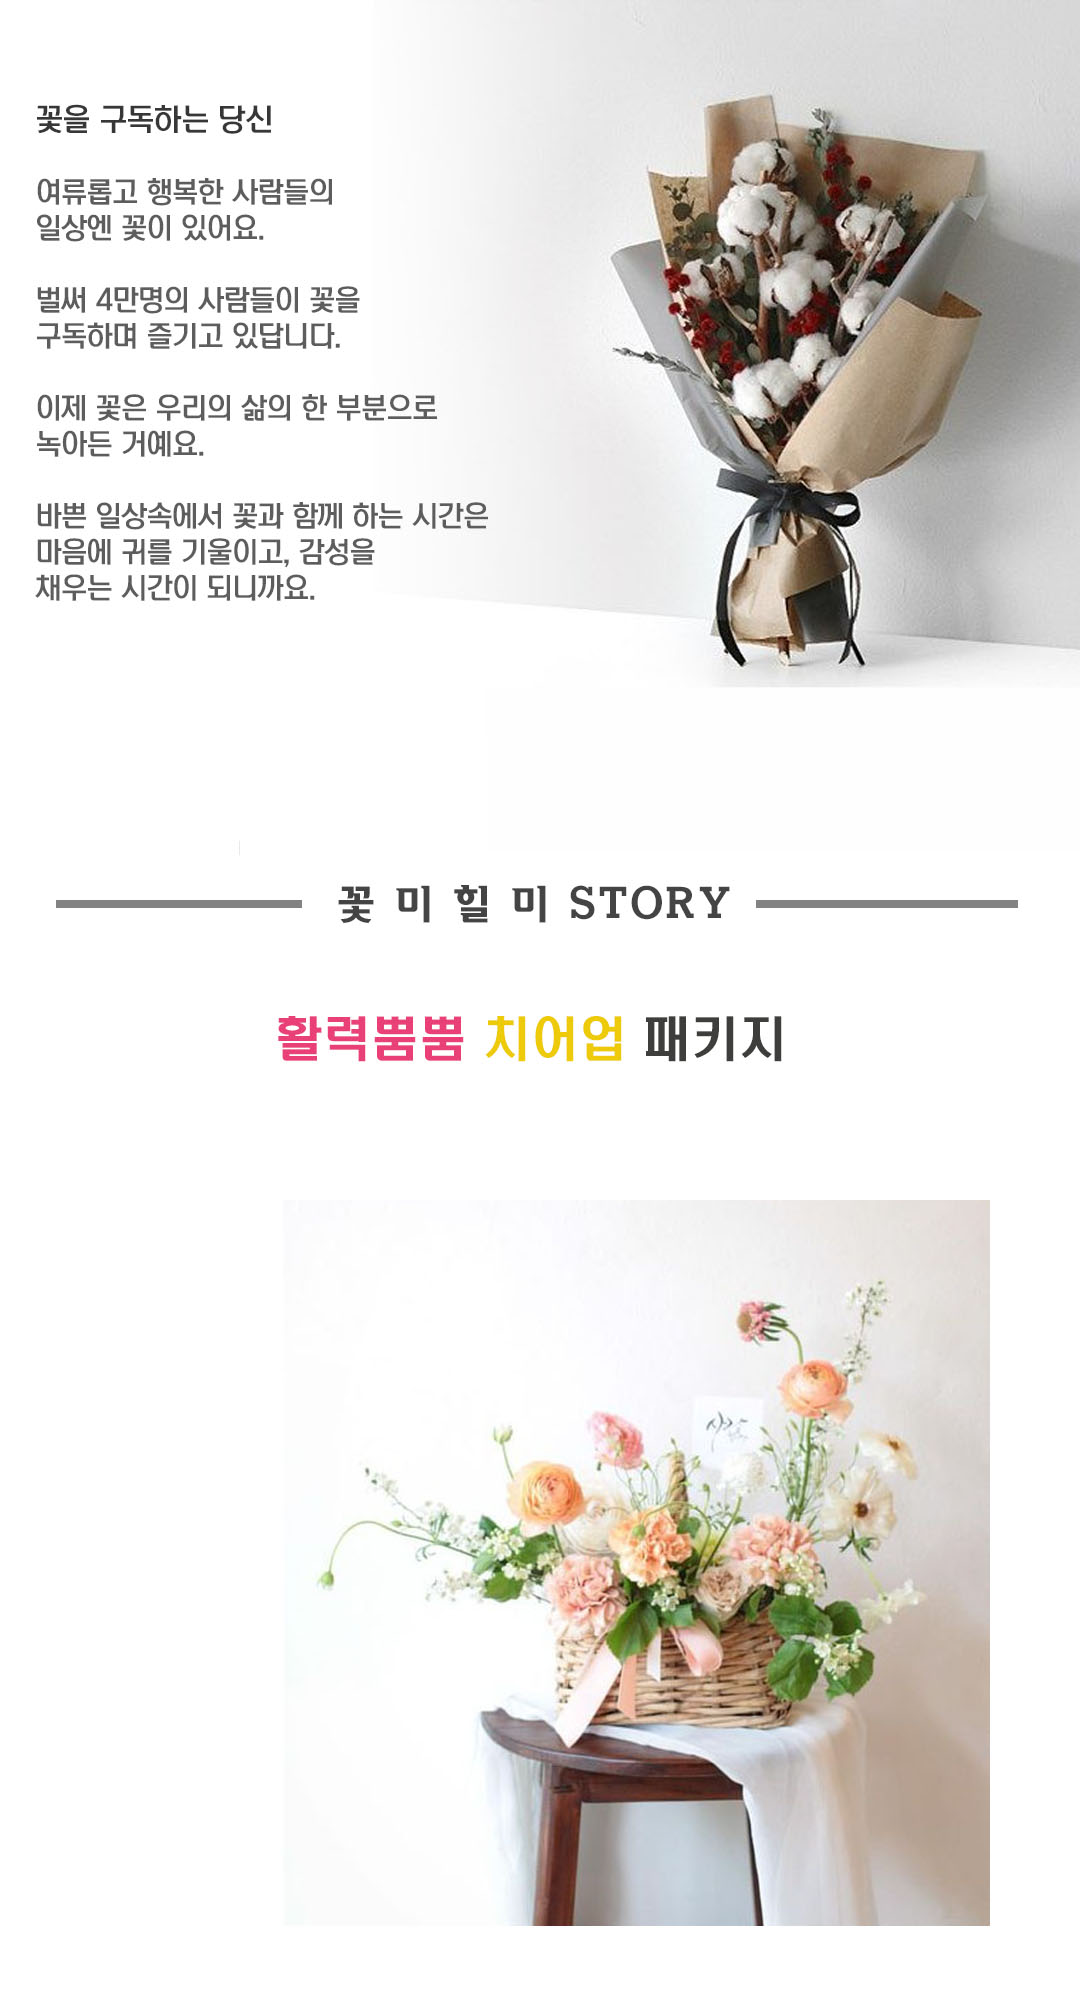 꽃을 구독하는 당신
여류롭고 행복한 사람들의
일상엔 꽃이 있어요.
벌써 4만명의 사람들이 꽃을
구독하며 즐기고 있답니다.
이제 꽃은 우리의 삶의 한 부분으로
녹아든 거예요.
바쁜 일상속에서 꽃과 함께 하는 시간은
마음에 귀를 기울이고, 감성을
채우는 시간이 되니까요.
꽃 미 힐 미 STORY
활력뿜뿜 치어업 패키지